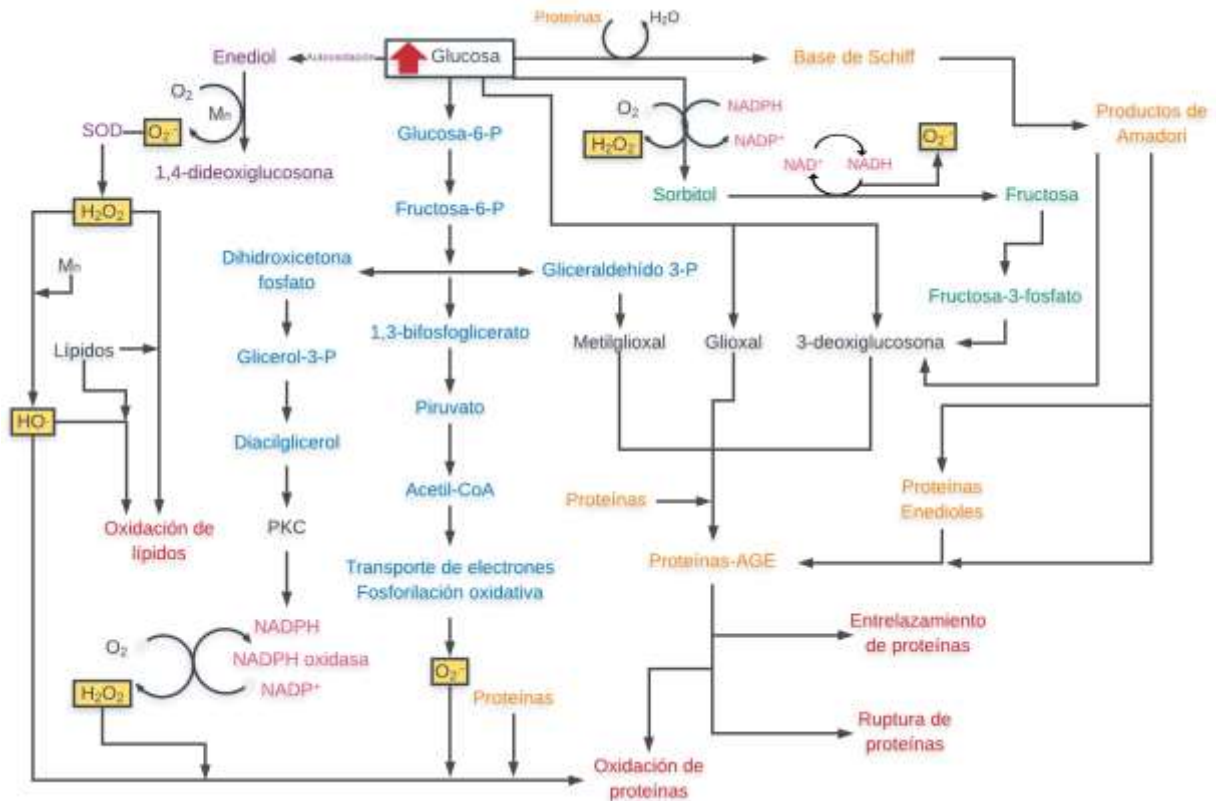 Proteínas
H₂O
Enediol
Autooxidación
Glucosa
Base de Schiff
O₂
Mn
SOD
O₂·⁻
1,4-dideoxiglucosona
Glucosa-6-P
O₂
NADPH
H₂O₂
NADP⁺
NAD⁺
NADH
O₂·⁻
Productos de
Amadori
H₂O₂
Fructosa-6-P
Sorbitol
Fructosa
Mn
Dihidroxicetona
fosfato
Gliceraldehído 3-P
Fructosa-3-fosfato
Lípidos
Glicerol-3-P
1,3-bifosfoglicerato
Metilglioxal
Glioxal
3-deoxiglucosona
HO·
Diacilglicerol
Piruvato
Oxidación de
lípidos
PKC
Acetil-CoA
Proteínas
Proteínas
Enedioles
Transporte de electrones
Fosforilación oxidativa
Proteínas-AGE
O₂
NADPH
NADPH oxidasa
NADP⁺
H₂O₂
O₂·⁻
Proteínas
Entrelazamiento
de proteínas
Ruptura de
proteínas
Oxidación de
proteínas